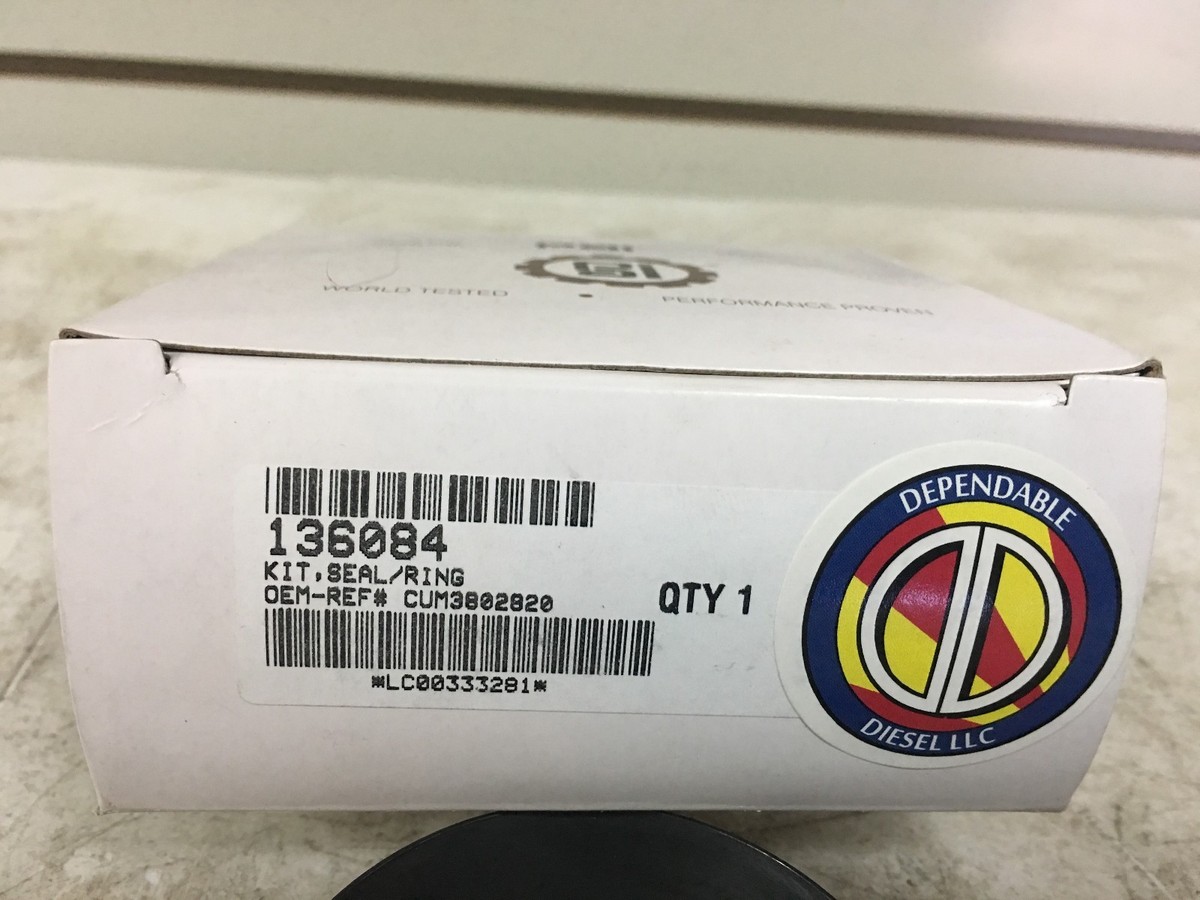 WORLD TESTED • PERFORMANCE PROVEN
136084
KIT,SEAL/RING
OEM-REF# CUM3802820
QTY 1
*LC00333281*
DEPENDABLE
DIESEL LLC